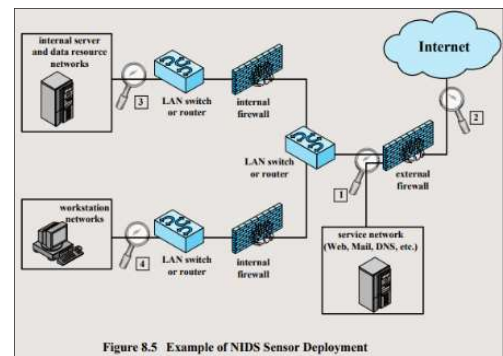 internal server
and data resource
networks
3
LAN switch
or router
internal
firewall
Internet
2
LAN switch
or router
1
external
firewall
workstation
networks
4
LAN switch
or router
internal
firewall
service network
(Web, Mail, DNS, etc.)
Figure 8.5 Example of NIDS Sensor Deployment